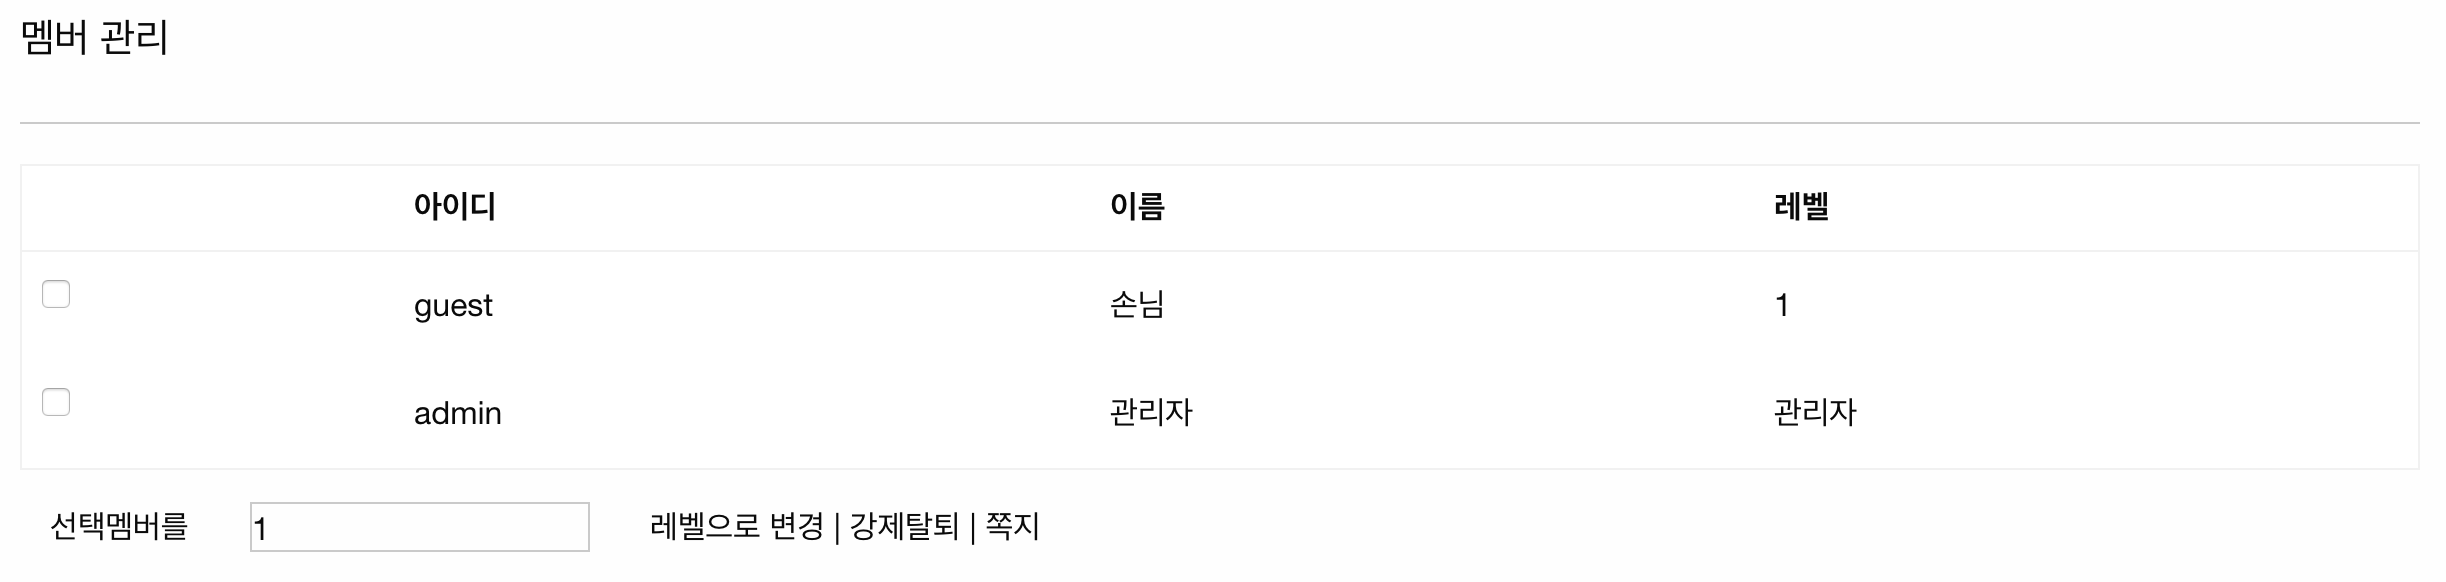 멤버 관리
아이디 이름 레벨
guest 손님 1
admin 관리자 관리자
선택멤버를 1 레벨으로 변경 | 강제탈퇴 | 쪽지